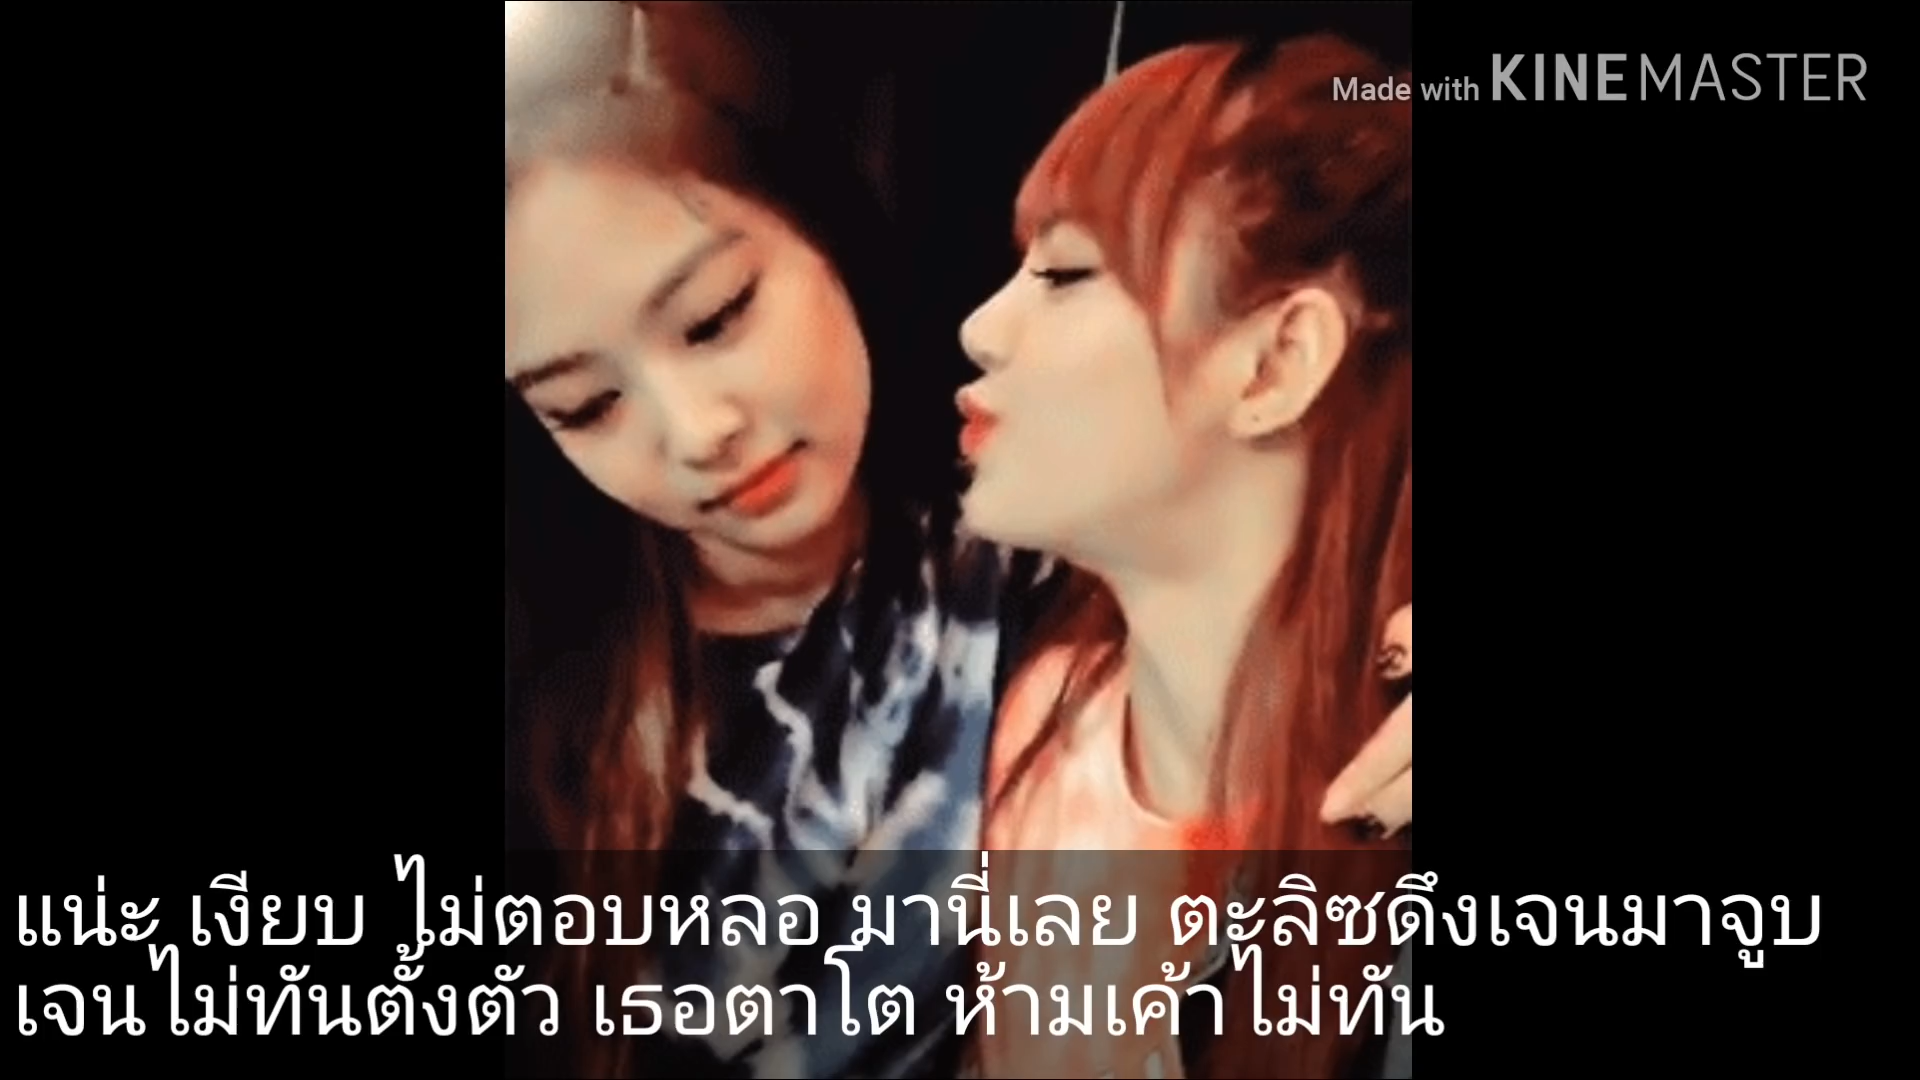 Made with KINEMASTER
แน่ะ เงียบ ไม่ตอบหลอ มานี่เลย ตะลิซดึงเจนมาจูบ
เจนไม่ทันตั้งตัว เธอตาโต ห้ามเค้าไม่ทัน